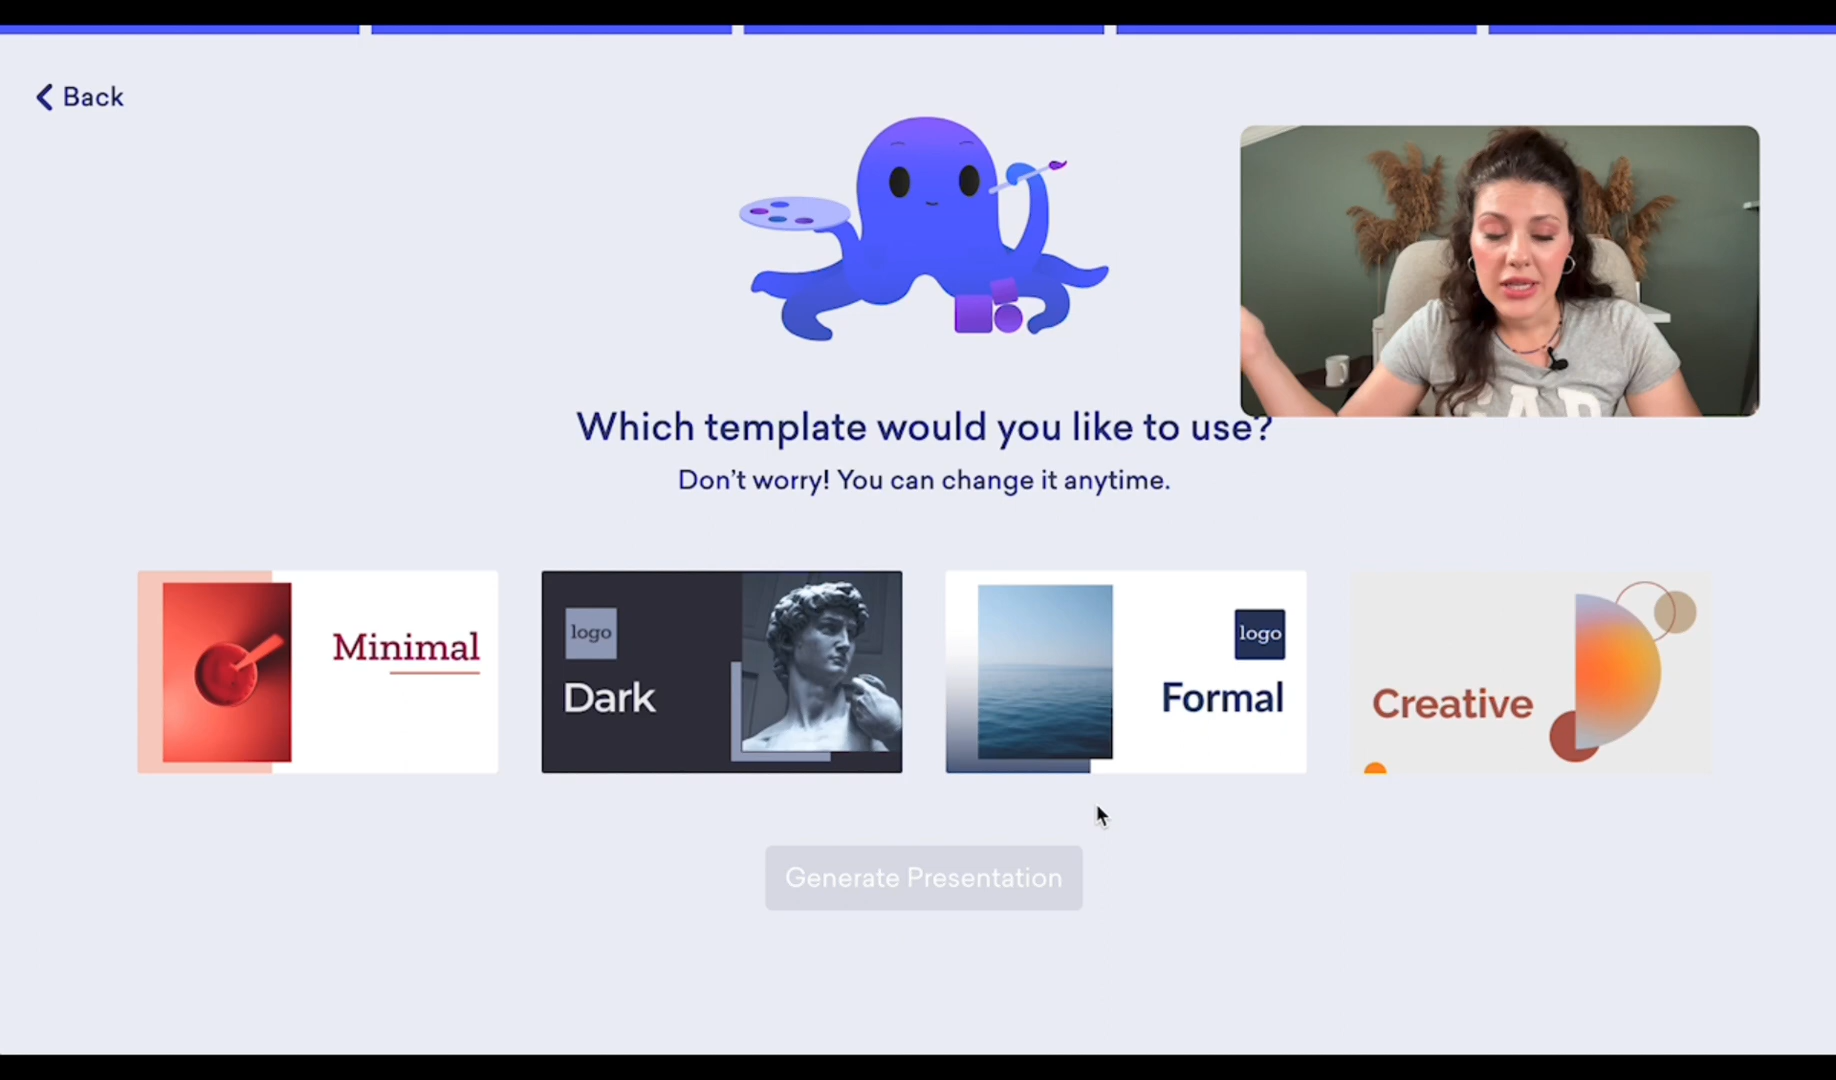 Back
Which template would you like to use?
Don't worry! You can change it anytime.
Minimal
logo
Dark
logo
Formal
Creative
Generate Presentation